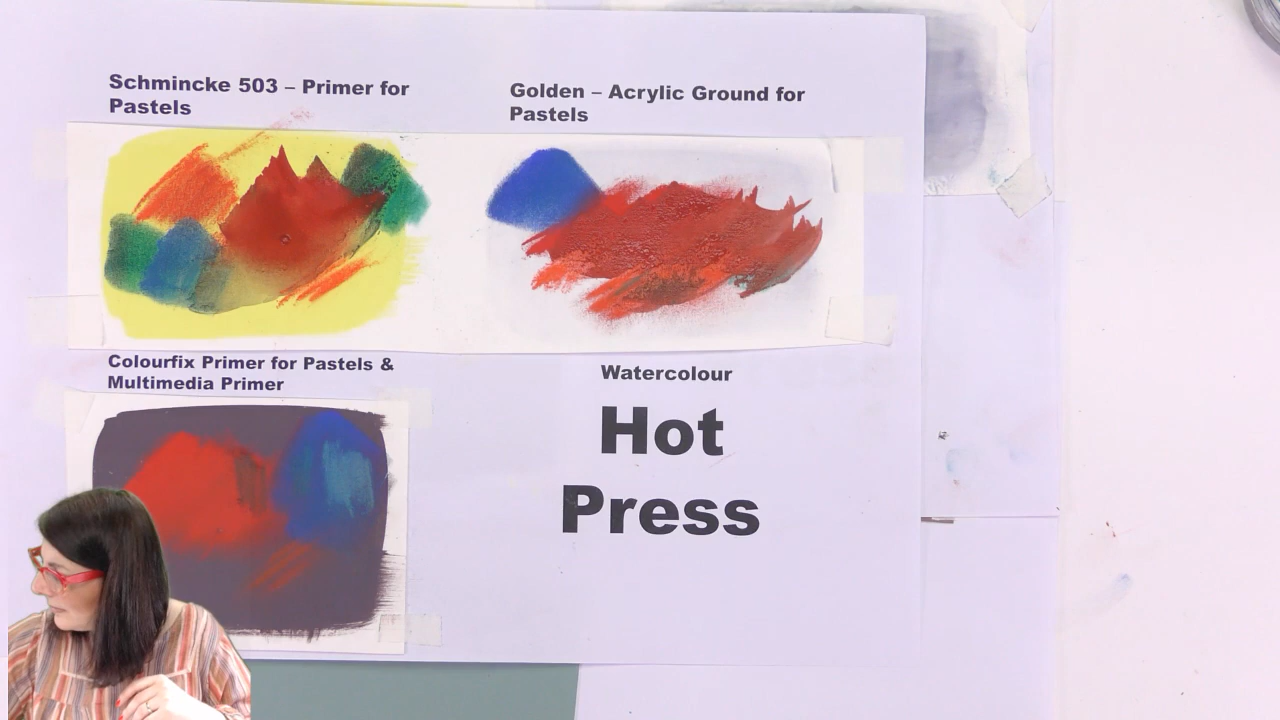 Schmincke 503 – Primer for
Pastels
Golden – Acrylic Ground for
Pastels
Colourfix Primer for Pastels &
Multimedia Primer
Watercolour
Hot
Press